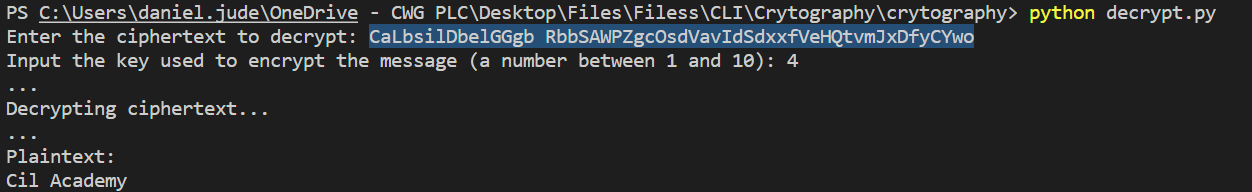 PS C:\Users\daniel.jude\OneDrive - CWG PLC\Desktop\Files\Filess\CLI\Crytography\crytography> python decrypt.py
Enter the ciphertext to decrypt: CaLbsilDbelGGgb RbbSAWPZgcOsdVavIdSdxxfVeHQtvmJxDfyCYwo
Input the key used to encrypt the message (a number between 1 and 10): 4
...
Decrypting ciphertext...
...
Plaintext:
Cil Academy